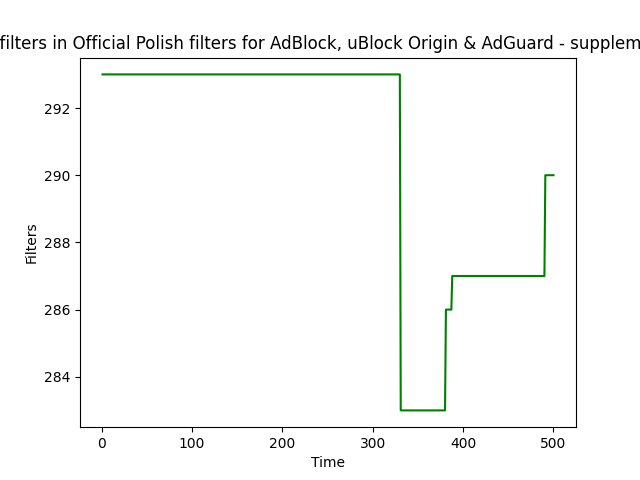 filters in Official Polish filters for AdBlock, uBlock Origin & AdGuard - supplem
292
290
288
286
284
Filters
0 100 200 300 400 500
Time